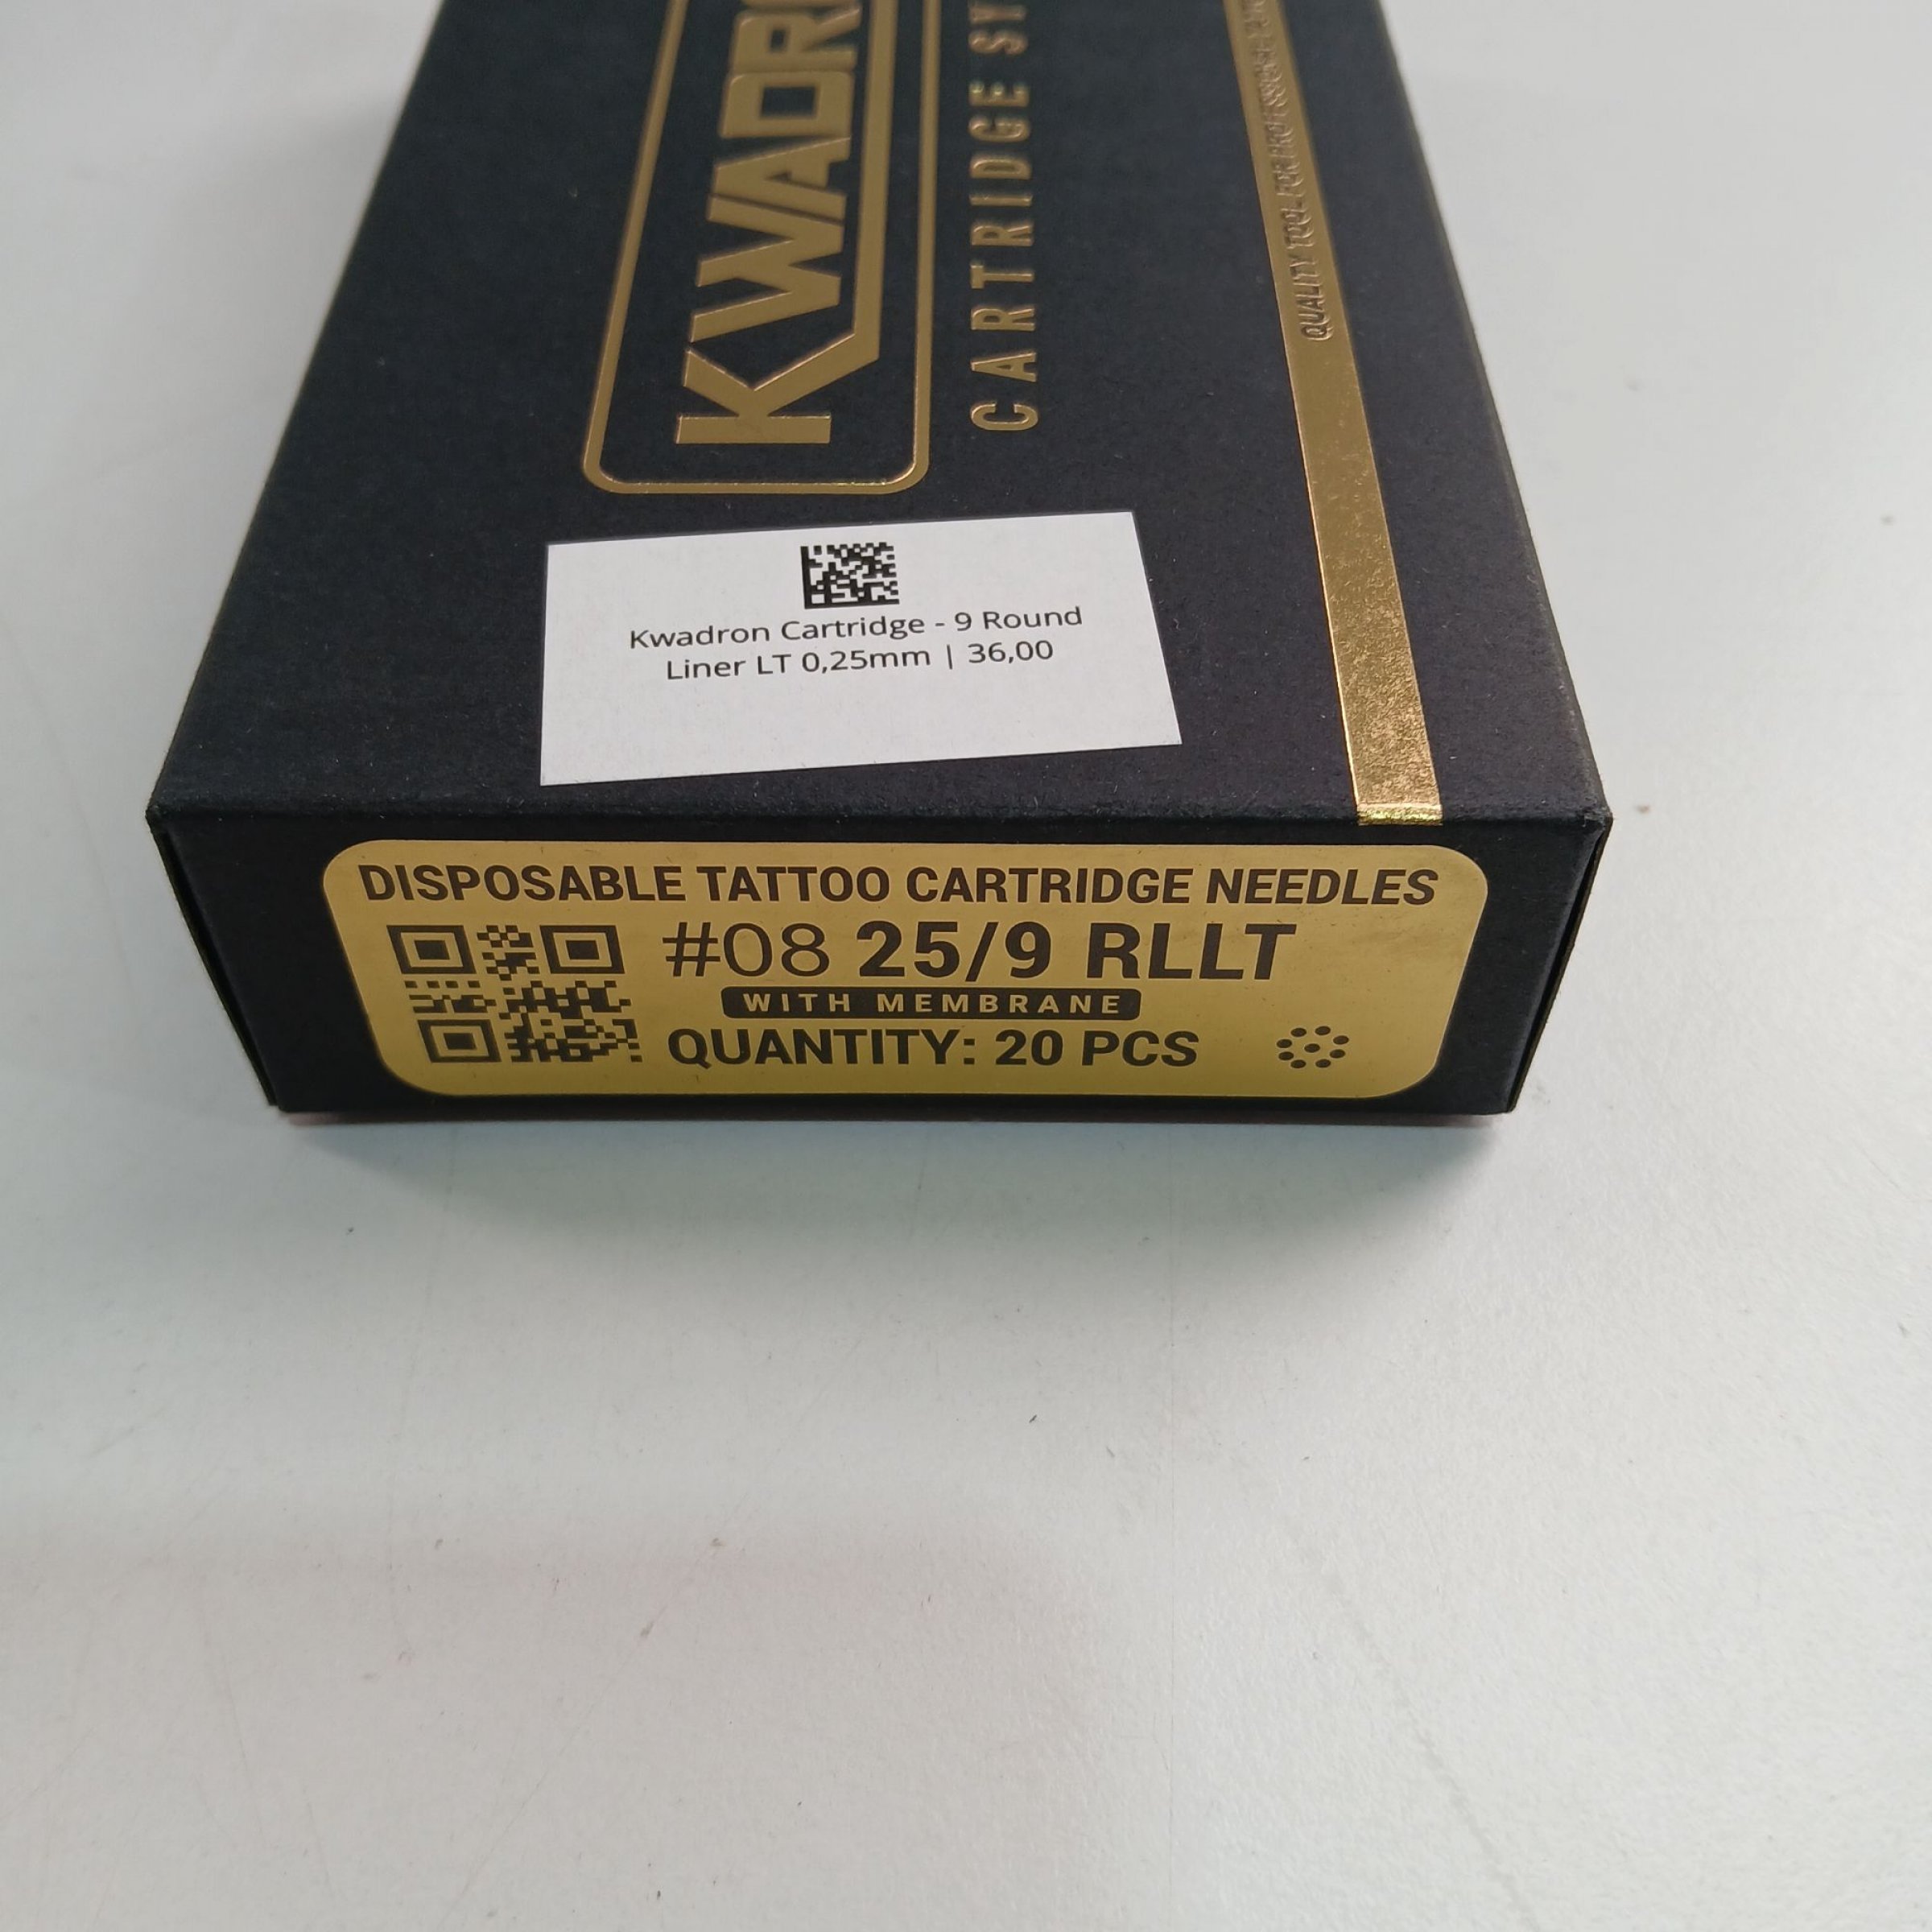 KWADR
CARTRIDGE SY
QUALITY TOOL FOR PROFESSIONAL
Kwadron Cartridge - 9 Round
Liner LT 0,25mm | 36,00
DISPOSABLE TATTOO CARTRIDGE NEEDLES
#08 25/9 RLLT
WITH MEMBRANE
QUANTITY: 20 PCS